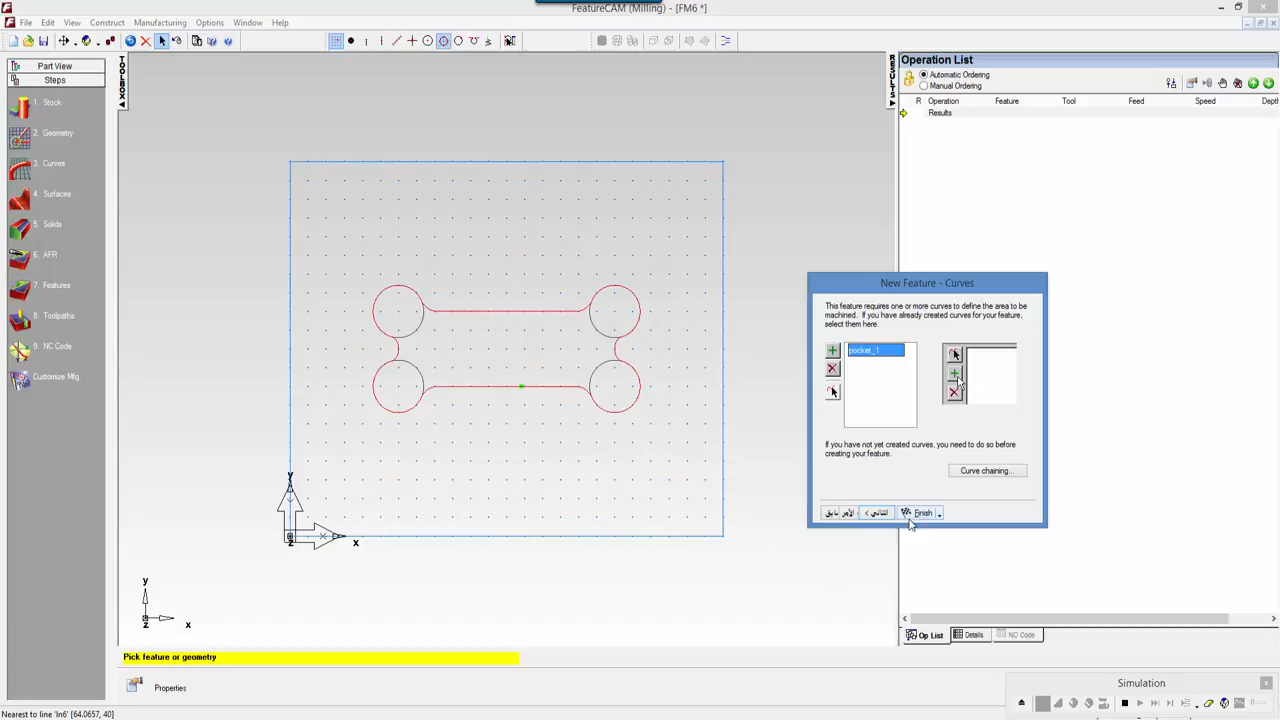 FeatureCAM (Milling) - [FM6 *]
File Edit View Construct Manufacturing Options Window Help
Part View
Steps
1 Stock
2 Geometry
3. Curves
4. Surfaces
5. Solids
6. AFR
7. Features
8. Toolpaths
9. NC Code
Customize Mfg.
TOOLBOX
RESULTS
Operation List
Automatic Ordering
Manual Ordering
R Operation Feature Tool Feed Speed Depth
Results
New Feature - Curves
This feature requires one or more curves to define the area to be
machined. If you have already created curves for your feature,
select them here.
pocket_1
If you have not yet created curves, you need to do so before
creating your feature.
Curve chaining...
التالي >
Finish
y
z
x
y
z
x
Op List Details NC Code
Pick feature or geometry
Properties
Simulation
Nearest to line 'ln6' [64.0657, 40]